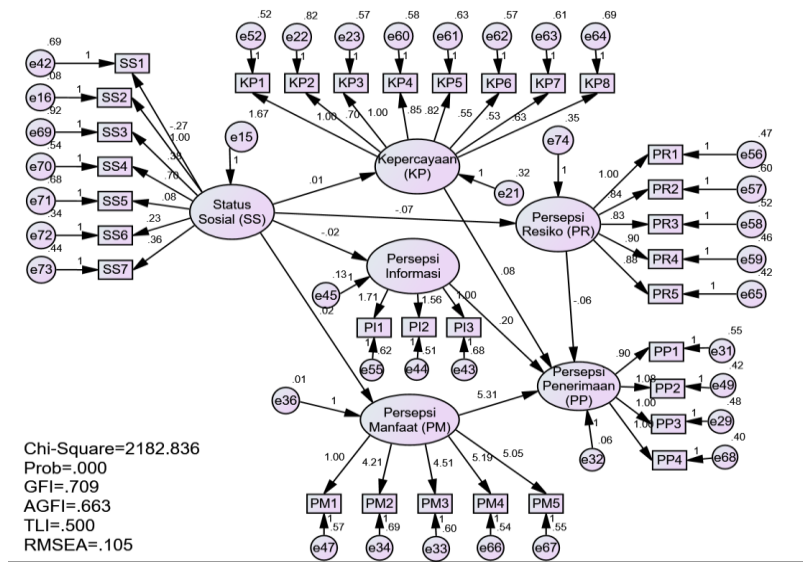 .52 .82 .57 .58 .63 .57 .61 .69
e52 e22 e23 e60 e61 e62 e63 e64
1 1 1 1 1 1 1 1
KP1 KP2 KP3 KP4 KP5 KP6 KP7 KP8
1.67 1.00 .70 1.00 .85 .82 .55 .53 .63 .35
.69
e42 1 SS1
.08
e16 1 SS2
.92
e69 1 SS3
.54
e70 1 SS4
.68
e71 1 SS5
.34
e72 1 SS6
.44
e73 1 SS7
-.27
1.00
.70
.08
.23
.36
e15
1
Status
Sosial (SS)
.01
Kepercayaan
(KP)
1 .32
e21
e74
1
-.07
Persepsi
Resiko (PR)
1.00
.84
.83
.90
.88
.47
PR1 1 e56
.60
PR2 1 e57
.52
PR3 1 e58
.46
PR4 1 e59
.42
PR5 1 e65
-.02
Persepsi
Informasi
.13 1
e45
.02
1.71 1.56 1.00
PI1 PI2 PI3
1 .62 1 .51 1 .68
e55 e44 e43
.08
.20
-.06
5.31
Persepsi
Penerimaan
(PP)
1 .06
e32
.90
1.08
1.00
1.00
.55
PP1 1 e31
.42
PP2 1 e49
.48
PP3 1 e29
.40
PP4 1 e68
.01
e36 1
Persepsi
Manfaat (PM)
1.00 4.21 4.51 5.19 5.05
PM1 PM2 PM3 PM4 PM5
1 .57 1 .69 1 .60 1 .54 1 .55
e47 e34 e33 e66 e67
Chi-Square=2182.836
Prob=.000
GFI=.709
AGFI=.663
TLI=.500
RMSEA=.105